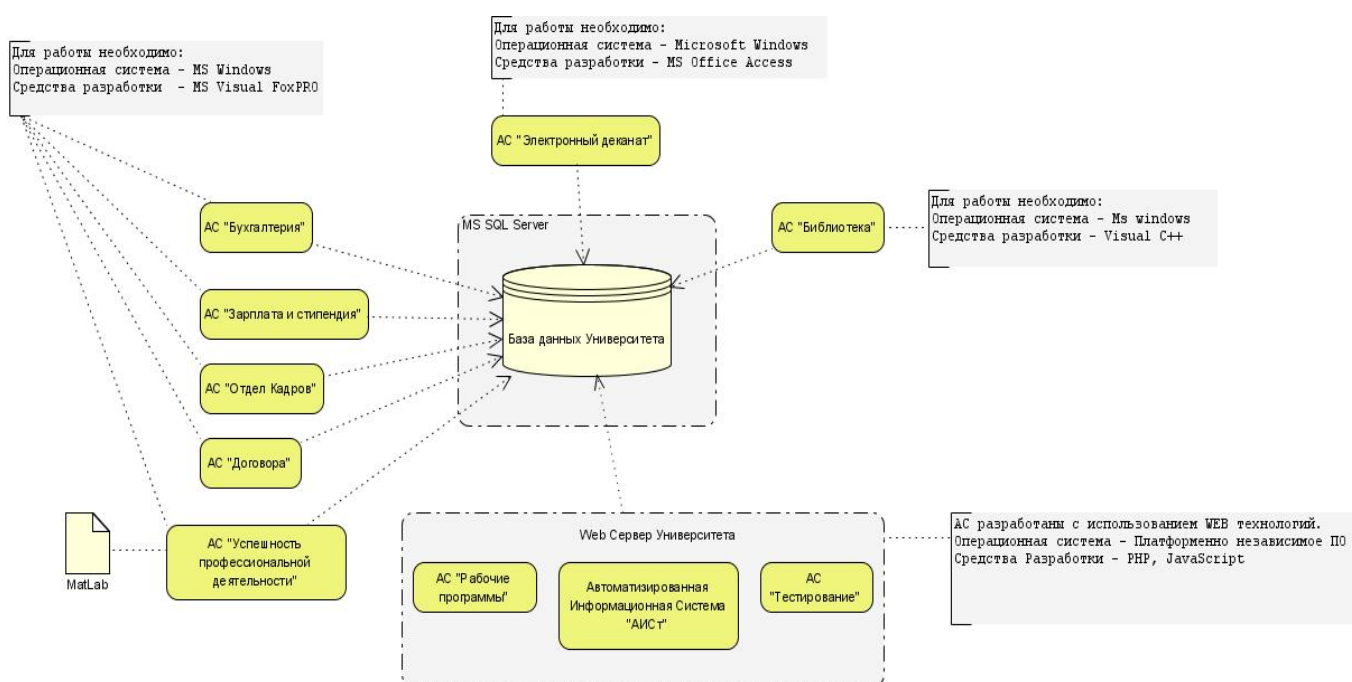 Для работы необходимо:
Операционная система - Microsoft Windows
Средства разработки - MS Office Access
Для работы необходимо:
Операционная система - MS Windows
Средства разработки  - MS Visual FoxPRO
АС "Электронный деканат"
АС "Бухгалтерия"
MS SQL Server
АС "Библиотека"
Для работы необходимо:
Операционная система - Ms windows
Средства разработки - Visual C++
АС "Зарплата и стипендия"
База данных Университета
АС "Отдел Кадров"
АС "Договора"
MatLab
АС "Успешность
профессиональной
деятельности"
Web Сервер Университета
АС "Рабочие
программы"
Автоматизированная
Информационная Система
"АИСт"
АС
"Тестирование"
АС разработаны с использованием WEB технологий.
Операционная система - Платформенно независимое ПО
Средства Разработки - PHP, JavaScript